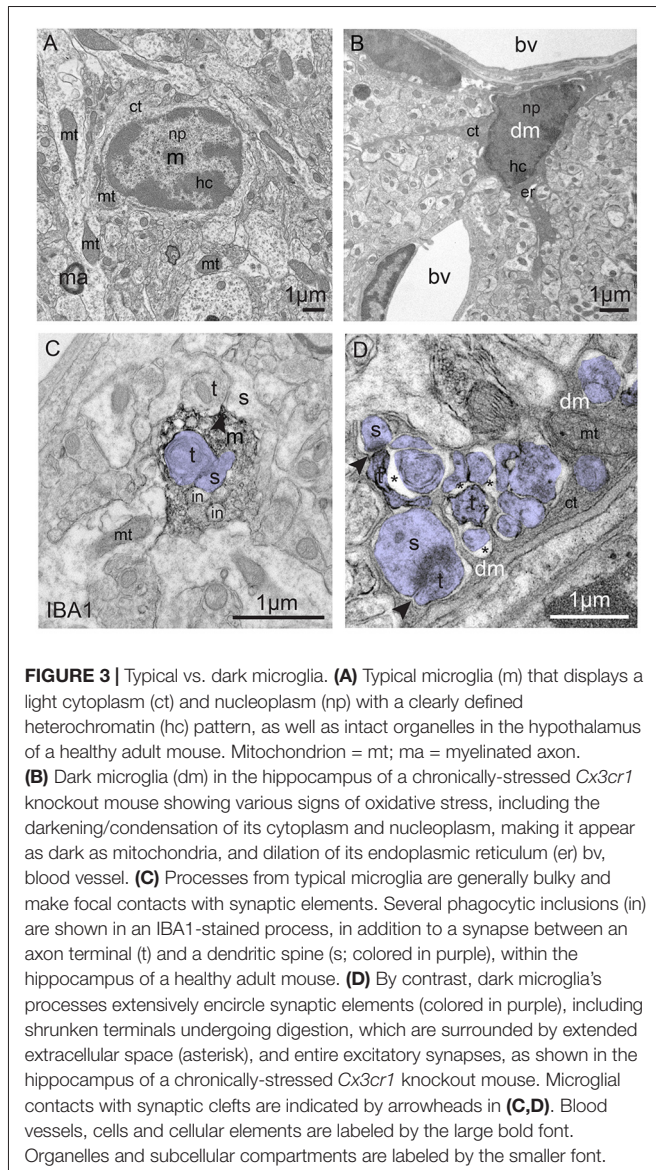 A
ct
mt
np
m
hc
mt
mt
mt
ma
1µm
B
bv
np
ct
dm
hc
er
bv
1µm
C
t
s
m
t
s
in
in
mt
IBA1
1µm
D
dm
s
mt
t
*
*
*
t
ct
s
*
dm
t
1µm
FIGURE 3 | Typical vs. dark microglia. (A) Typical microglia (m) that displays a
light cytoplasm (ct) and nucleoplasm (np) with a clearly defined
heterochromatin (hc) pattern, as well as intact organelles in the hypothalamus
of a healthy adult mouse. Mitochondrion = mt; ma = myelinated axon.
(B) Dark microglia (dm) in the hippocampus of a chronically-stressed Cx3cr1
knockout mouse showing various signs of oxidative stress, including the
darkening/condensation of its cytoplasm and nucleoplasm, making it appear
as dark as mitochondria, and dilation of its endoplasmic reticulum (er) bv,
blood vessel. (C) Processes from typical microglia are generally bulky and
make focal contacts with synaptic elements. Several phagocytic inclusions (in)
are shown in an IBA1-stained process, in addition to a synapse between an
axon terminal (t) and a dendritic spine (s; colored in purple), within the
hippocampus of a healthy adult mouse. (D) By contrast, dark microglia's
processes extensively encircle synaptic elements (colored in purple), including
shrunken terminals undergoing digestion, which are surrounded by extended
extracellular space (asterisk), and entire excitatory synapses, as shown in the
hippocampus of a chronically-stressed Cx3cr1 knockout mouse. Microglial
contacts with synaptic clefts are indicated by arrowheads in (C,D). Blood
vessels, cells and cellular elements are labeled by the large bold font.
Organelles and subcellular compartments are labeled by the smaller font.